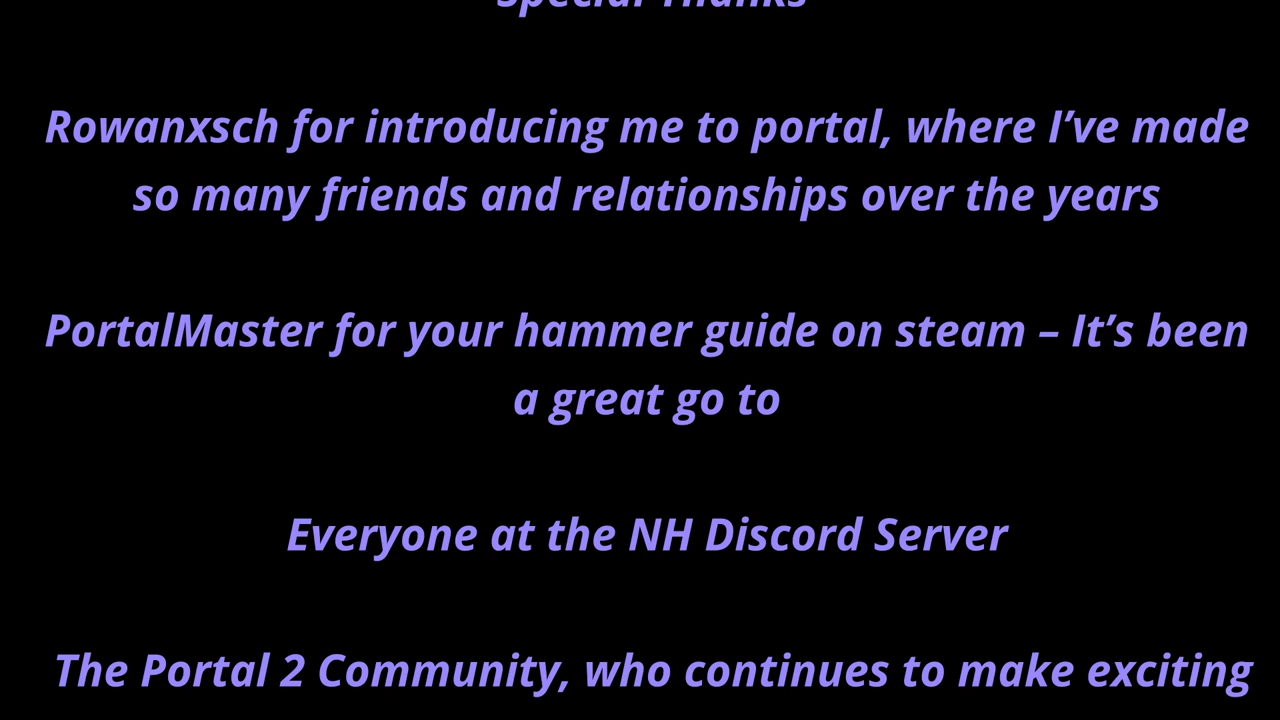 Special Thanks
Rowanxsch for introducing me to portal, where I’ve made
so many friends and relationships over the years
PortalMaster for your hammer guide on steam – It’s been
a great go to
Everyone at the NH Discord Server
The Portal 2 Community, who continues to make exciting